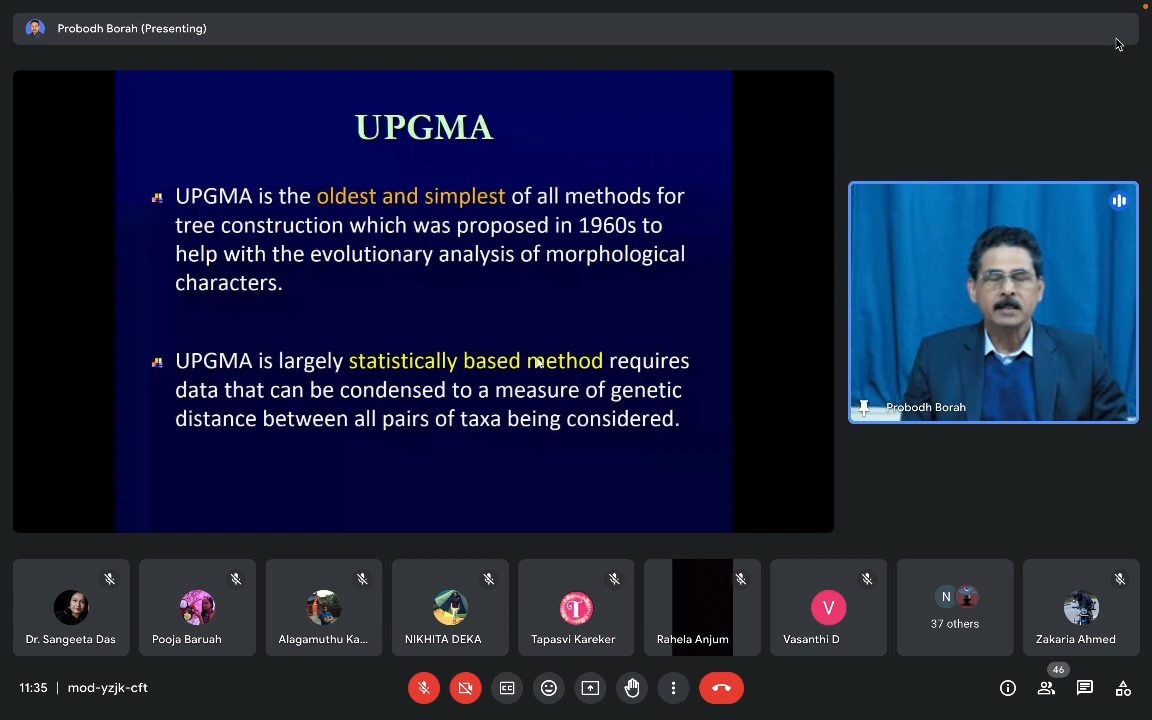 Probodh Borah (Presenting)
UPGMA
UPGMA is the oldest and simplest of all methods for
tree construction which was proposed in 1960s to
help with the evolutionary analysis of morphological
characters.
UPGMA is largely statistically based method requires
data that can be condensed to a measure of genetic
distance between all pairs of taxa being considered.
Probodh Borah
Dr. Sangeeta Das
Pooja Baruah
Alagamuthu Ka...
NIKHITA DEKA
T
Tapasvi Kareker
Rahela Anjum
V
Vasanthi D
N
37 others
Zakaria Ahmed
11:35 | mod-yzjk-cft
CC
46